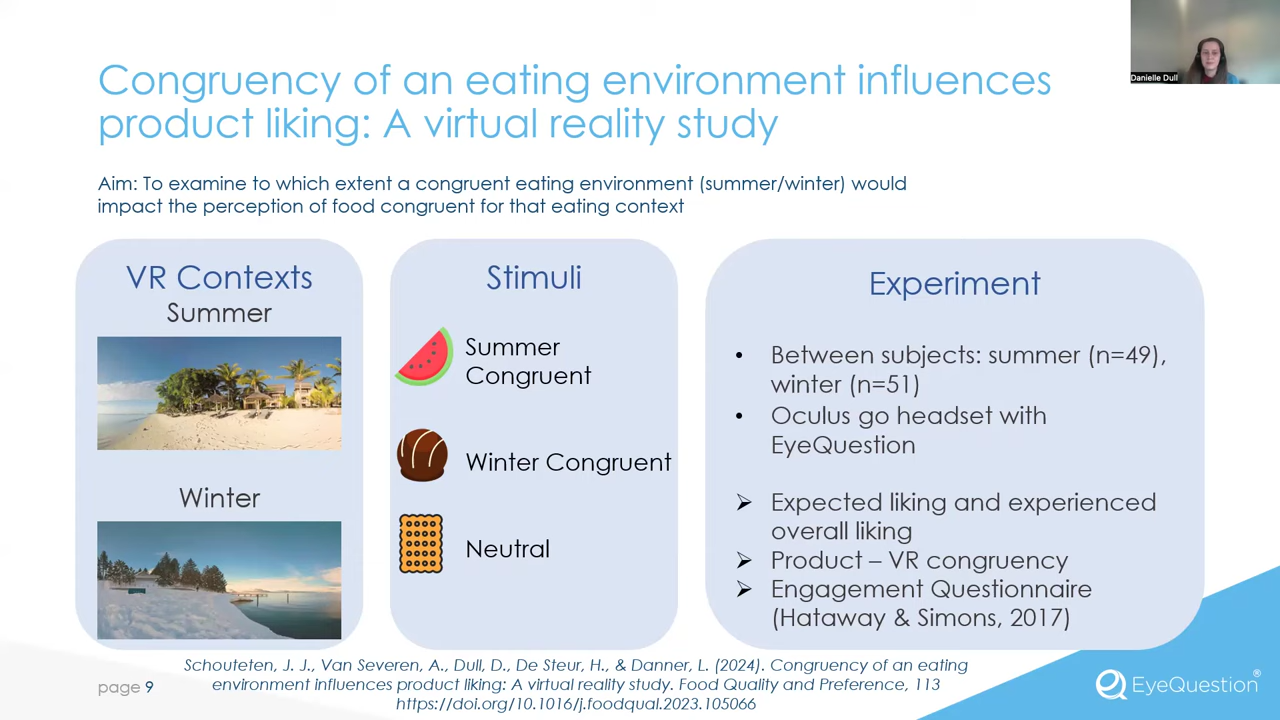 Danielle Dull
Congruency of an eating environment influences
product liking: A virtual reality study
Aim: To examine to which extent a congruent eating environment (summer/winter) would
impact the perception of food congruent for that eating context
VR Contexts
Summer
Winter
Stimuli
Summer
Congruent
Winter Congruent
Neutral
Experiment
• Between subjects: summer (n=49),
winter (n=51)
• Oculus go headset with
EyeQuestion
➢ Expected liking and experienced
overall liking
➢ Product – VR congruency
➢ Engagement Questionnaire
(Hataway & Simons, 2017)
Schouteten, J. J., Van Severen, A., Dull, D., De Steur, H., & Danner, L. (2024). Congruency of an eating
environment influences product liking: A virtual reality study. Food Quality and Preference, 113
https://doi.org/10.1016/j.foodqual.2023.105066
page 9
EyeQuestion®